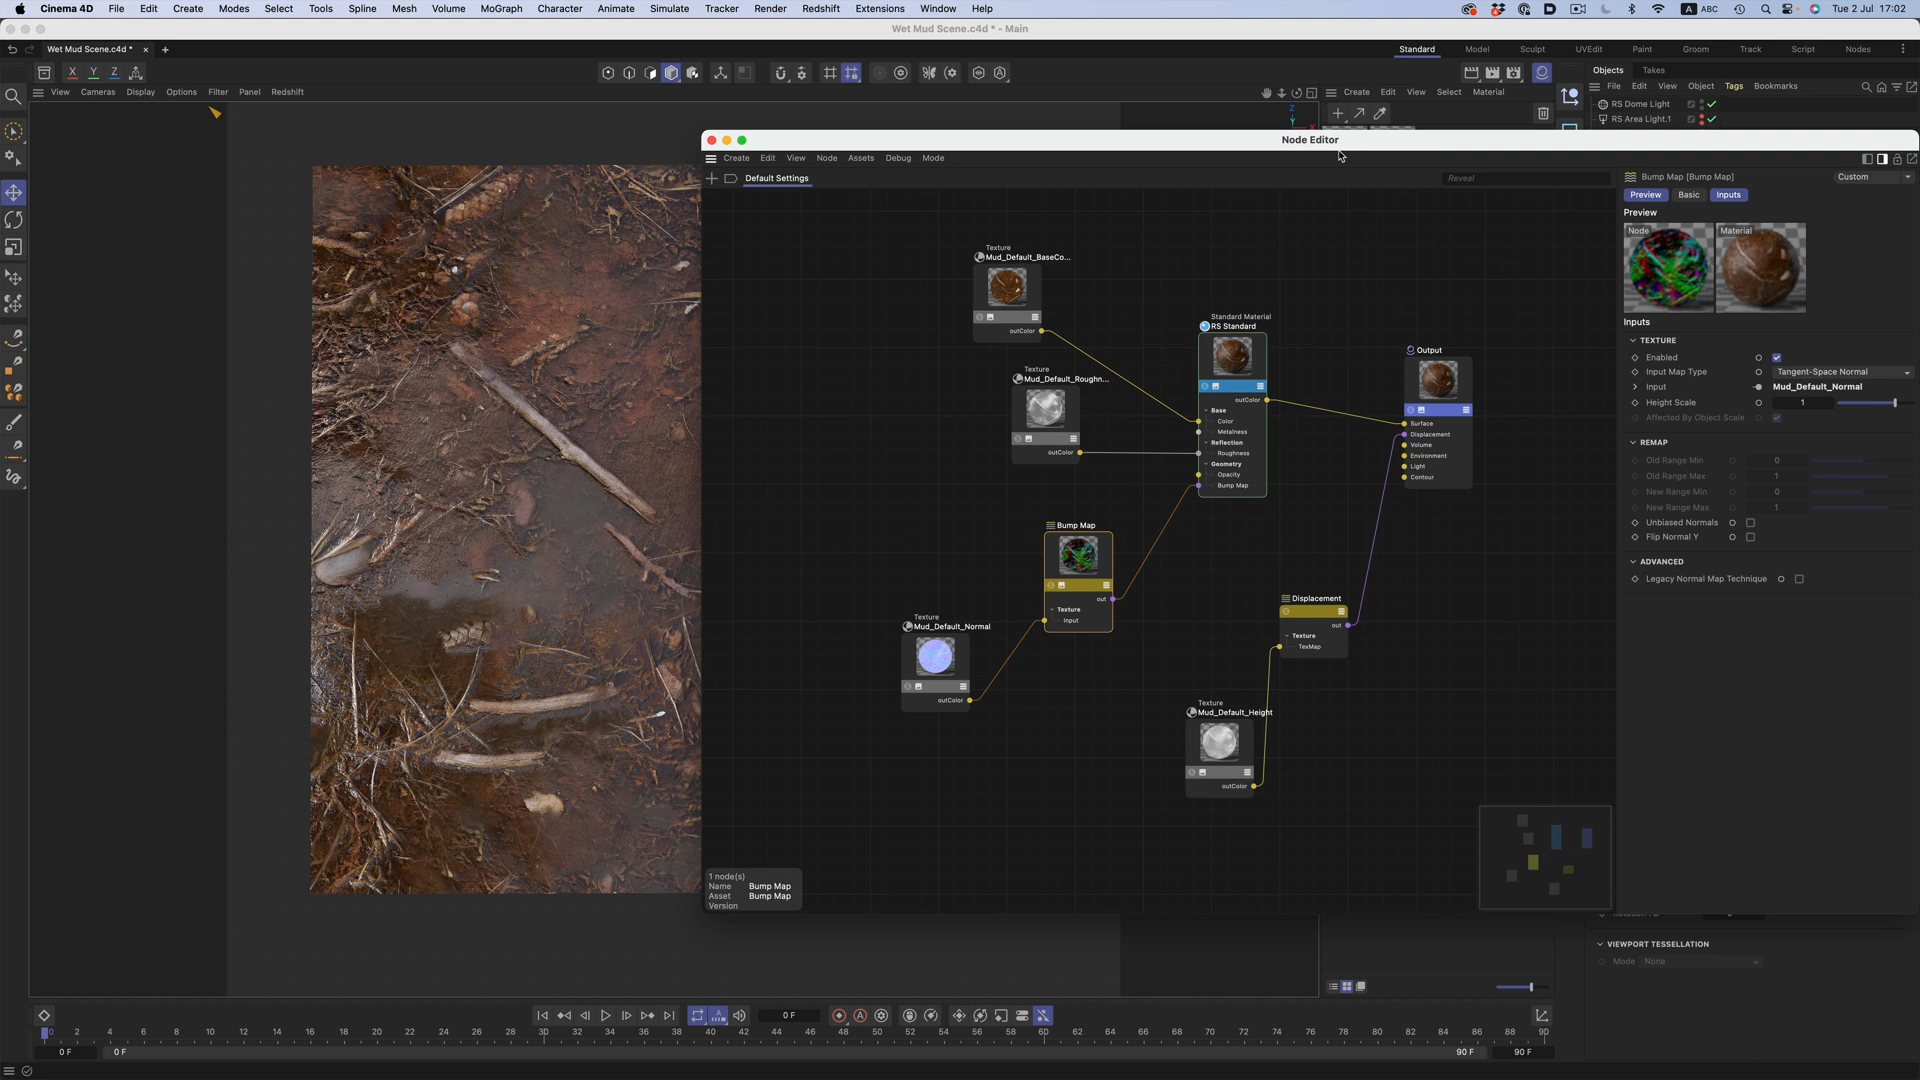 Cinema 4D File Edit Create Modes Select Tools Spline Mesh Volume MoGraph Character Animate Simulate Tracker Render Redshift Extensions Window Help
A ABC
Tue 2 Jul 17:02
Wet Mud Scene.c4d * - Main
Wet Mud Scene.c4d *
Standard Model Sculpt UVEdit Paint Groom Track Script Nodes
X Y Z
Objects Takes
View Cameras Display Options Filter Panel Redshift
Create Edit View Select Material
File Edit View Object Tags Bookmarks
RS Dome Light
RS Area Light.1
Z
Node Editor
Create Edit View Node Assets Debug Mode
Default Settings
Reveal
Bump Map [Bump Map]
Custom
Preview Basic Inputs
Preview
Node
Material
Inputs
TEXTURE
Enabled
Input Map Type Tangent-Space Normal
Input Mud_Default_Normal
Height Scale 1
Affected By Object Scale
REMAP
Old Range Min 0
Old Range Max 1
New Range Min 0
New Range Max 1
Unbiased Normals
Flip Normal Y
ADVANCED
Legacy Normal Map Technique
Texture
Mud_Default_BaseCo...
outColor
Texture
Mud_Default_Roughn...
outColor
Standard Material
RS Standard
outColor
Base
Color
Metalness
Reflection
Roughness
Geometry
Opacity
Bump Map
Output
Surface
Displacement
Volume
Environment
Light
Contour
Bump Map
out
Texture
Input
Texture
Mud_Default_Normal
outColor
Displacement
out
Texture
TexMap
Texture
Mud_Default_Height
outColor
1 node(s)
Name Bump Map
Asset Bump Map
Version
VIEWPORT TESSELLATION
Mode None
0 F
0 2 4 6 8 10 12 14 16 18 20 22 24 26 28 30 32 34 36 38 40 42 44 46 48 50 52 54 56 58 60 62 64 66 68 70 72 74 76 78 80 82 84 86 88 90
0 F 0 F 90 F 90 F